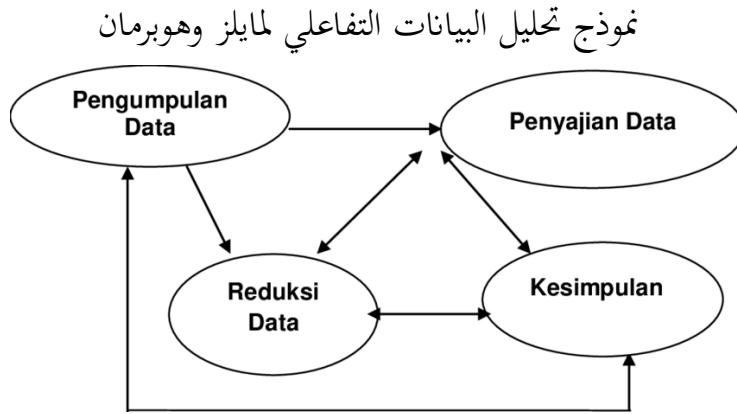 نموذج تحليل البيانات التفاعلي لمايلز وهوبرمان
Pengumpulan
Data
Penyajian Data
Reduksi
Data
Kesimpulan